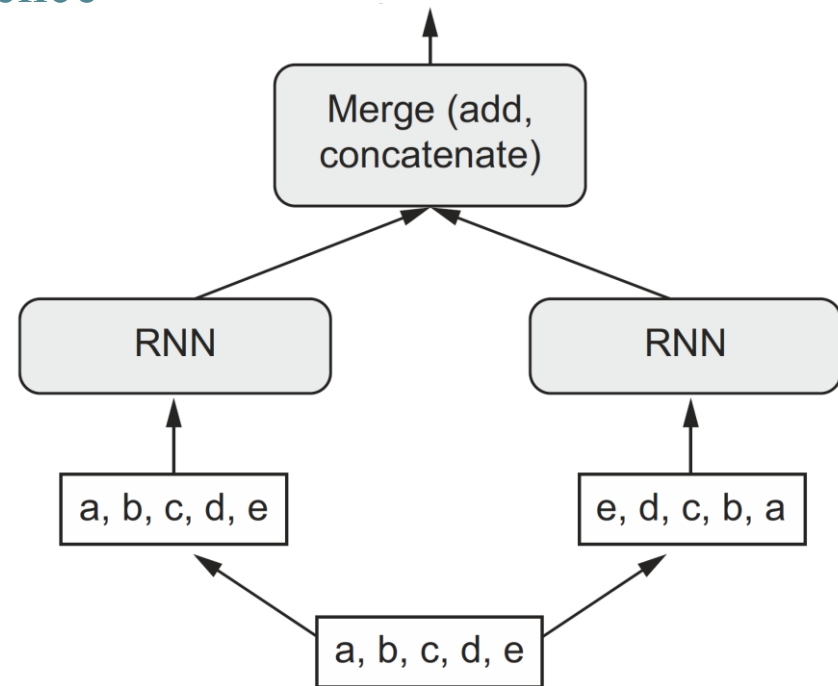 Merge (add,
concatenate)
RNN
RNN
a, b, c, d, e
e, d, c, b, a
a, b, c, d, e